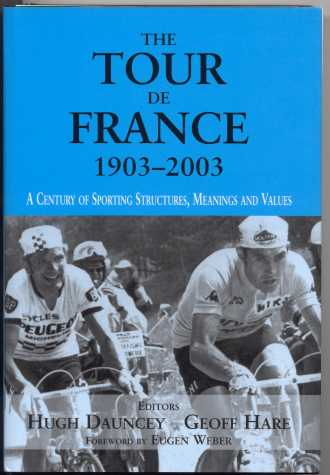 THE
TOUR
DE
FRANCE
1903–2003
A CENTURY OF SPORTING STRUCTURES, MEANINGS AND VALUES
CYCLES
PEUGEOT
EDITORS
HUGH DAUNCEY GEOFF HARE
FOREWORD BY EUGEN WEBER